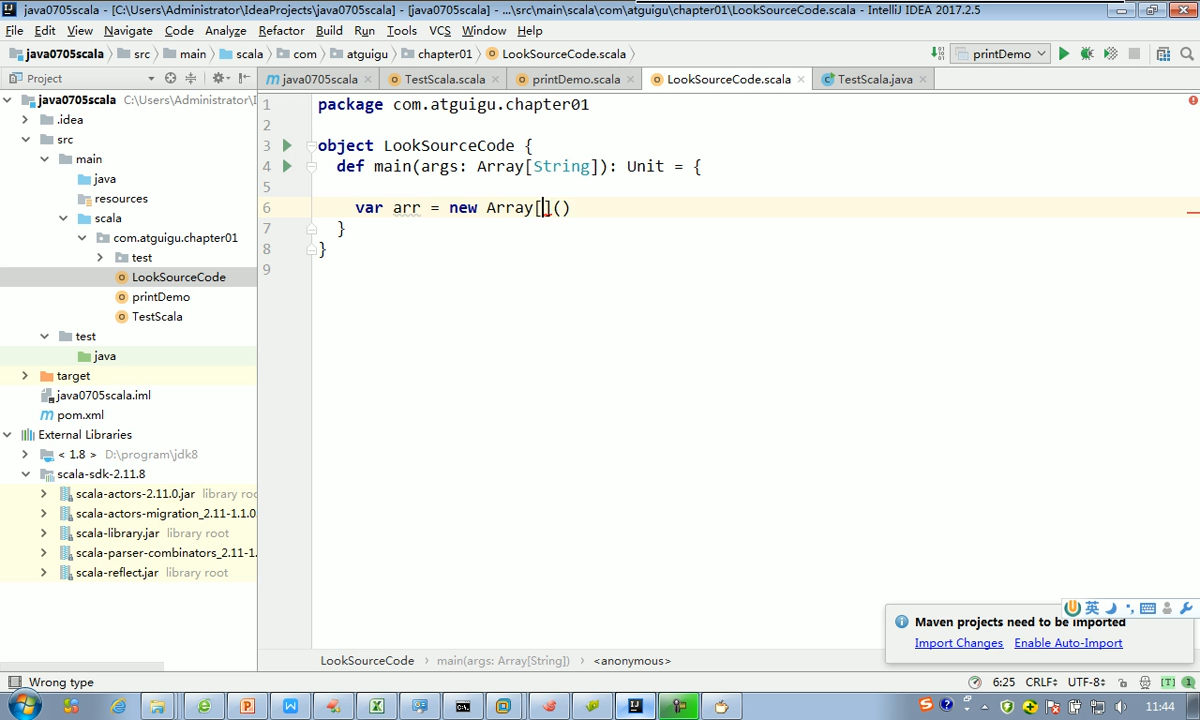 java0705scala - [C:\Users\Administrator\IdeaProjects\java0705scala] - [java0705scala] - ...\src\main\scala\com\atguigu\chapter01\LookSourceCode.scala - IntelliJ IDEA 2017.2.5
File Edit View Navigate Code Analyze Refactor Build Run Tools VCS Window Help
java0705scala src main scala com atguigu chapter01 LookSourceCode.scala printDemo
Project java0705scala TestScala.scala printDemo.scala LookSourceCode.scala TestScala.java
java0705scala C:\Users\Administrator\I
.idea
src
main
java
resources
scala
com.atguigu.chapter01
test
LookSourceCode
printDemo
TestScala
test
java
target
java0705scala.iml
pom.xml
External Libraries
< 1.8 > D:\program\jdk8
scala-sdk-2.11.8
scala-actors-2.11.0.jar library roo
scala-actors-migration_2.11-1.1.0
scala-library.jar library root
scala-parser-combinators_2.11-1.
scala-reflect.jar library root
1 package com.atguigu.chapter01
2
3 object LookSourceCode {
4 def main(args: Array[String]): Unit = {
5
6 var arr = new Array[]()
7 }
8 }
9
英
Maven projects need to be imported
Import Changes Enable Auto-Import
LookSourceCode main(args: Array[String]) <anonymous>
Wrong type 6:25 CRLF UTF-8 [T] 1
11:44